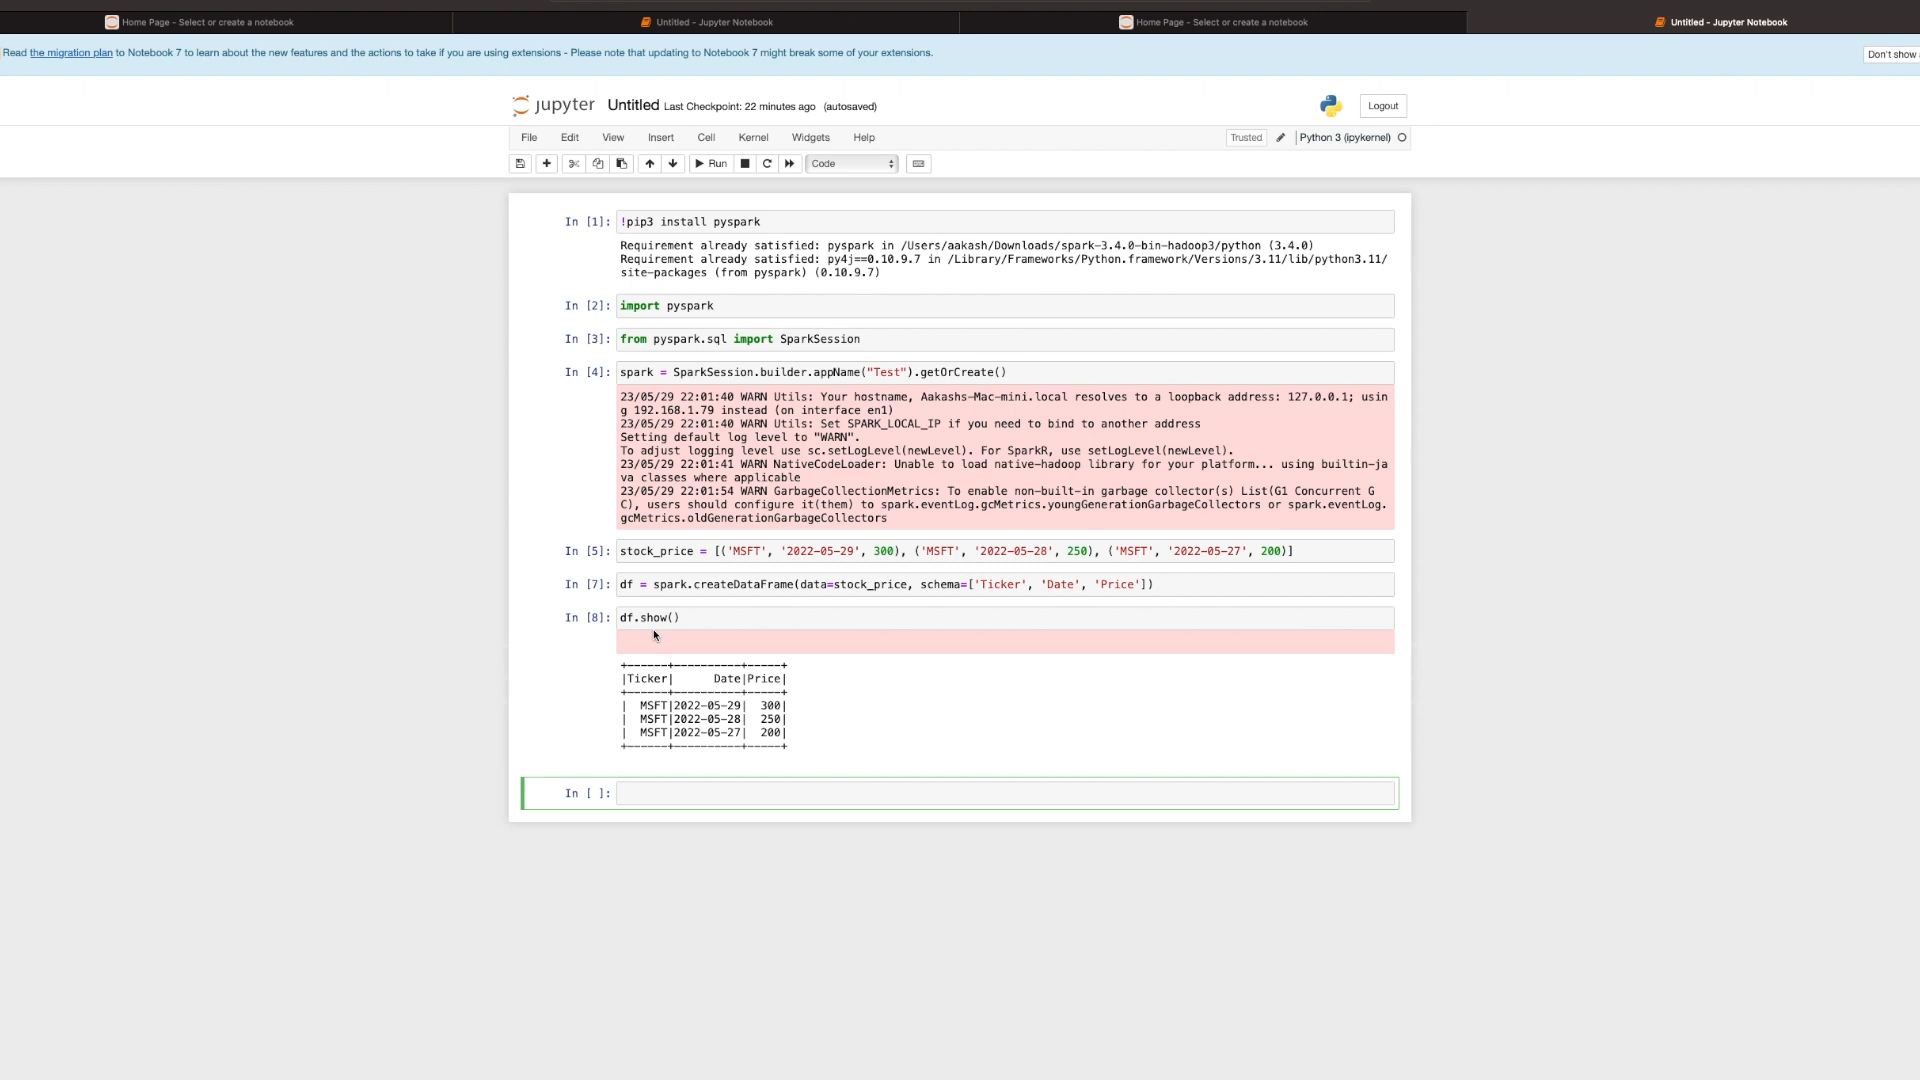 Home Page - Select or create a notebook
Untitled - Jupyter Notebook
Home Page - Select or create a notebook
Untitled - Jupyter Notebook
Read the migration plan to Notebook 7 to learn about the new features and the actions to take if you are using extensions - Please note that updating to Notebook 7 might break some of your extensions.
Don't show
jupyter Untitled Last Checkpoint: 22 minutes ago (autosaved)
Logout
File Edit View Insert Cell Kernel Widgets Help
Trusted Python 3 (ipykernel)
Run Code
In [1]: !pip3 install pyspark
Requirement already satisfied: pyspark in /Users/aakash/Downloads/spark-3.4.0-bin-hadoop3/python (3.4.0)
Requirement already satisfied: py4j==0.10.9.7 in /Library/Frameworks/Python.framework/Versions/3.11/lib/python3.11/
site-packages (from pyspark) (0.10.9.7)
In [2]: import pyspark
In [3]: from pyspark.sql import SparkSession
In [4]: spark = SparkSession.builder.appName("Test").getOrCreate()
23/05/29 22:01:40 WARN Utils: Your hostname, Aakashs-Mac-mini.local resolves to a loopback address: 127.0.0.1; usin
g 192.168.1.79 instead (on interface en1)
23/05/29 22:01:40 WARN Utils: Set SPARK_LOCAL_IP if you need to bind to another address
Setting default log level to "WARN".
To adjust logging level use sc.setLogLevel(newLevel). For SparkR, use setLogLevel(newLevel).
23/05/29 22:01:41 WARN NativeCodeLoader: Unable to load native-hadoop library for your platform... using builtin-ja
va classes where applicable
23/05/29 22:01:54 WARN GarbageCollectionMetrics: To enable non-built-in garbage collector(s) List(G1 Concurrent G
C), users should configure it(them) to spark.eventLog.gcMetrics.youngGenerationGarbageCollectors or spark.eventLog.
gcMetrics.oldGenerationGarbageCollectors
In [5]: stock_price = [('MSFT', '2022-05-29', 300), ('MSFT', '2022-05-28', 250), ('MSFT', '2022-05-27', 200)]
In [7]: df = spark.createDataFrame(data=stock_price, schema=['Ticker', 'Date', 'Price'])
In [8]: df.show()
+------+----------+-----+
|Ticker|      Date|Price|
+------+----------+-----+
|  MSFT|2022-05-29|  300|
|  MSFT|2022-05-28|  250|
|  MSFT|2022-05-27|  200|
+------+----------+-----+
In [ ]: